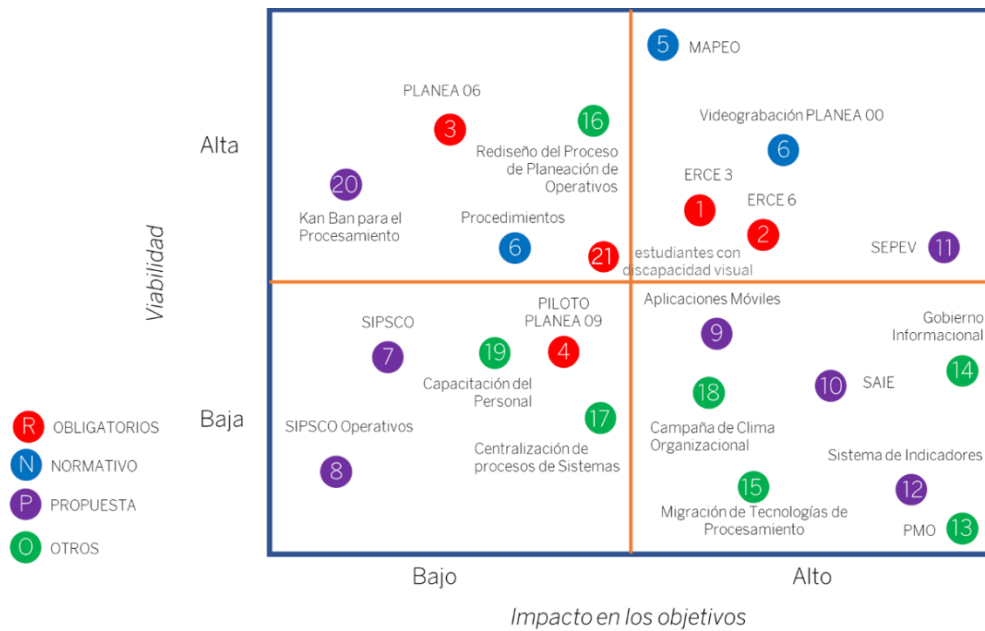 5 MAPEO
PLANEA 06
3
16
Videograbación PLANEA 00
6
Alta
Rediseño del Proceso
de Planeación de
Operativos
20
Kan Ban para el
Procesamiento
ERCE 3
1
ERCE 6
2
Procedimientos
6
21
estudiantes con
discapacidad visual
SEPEV 11
Viabilidad
SIPSCO
7
19
Capacitación del
Personal
PILOTO
PLANEA 09
4
Aplicaciones Móviles
9
Gobierno
Informacional
14
10 SAIE
18
Campaña de Clima
Organizacional
Baja
17
Centralización de
procesos de Sistemas
SIPSCO Operativos
8
Sistema de Indicadores
12
15
Migración de Tecnologías de
Procesamiento
PMO 13
R OBLIGATORIOS
N NORMATIVO
P PROPUESTA
O OTROS
Bajo
Alto
Impacto en los objetivos